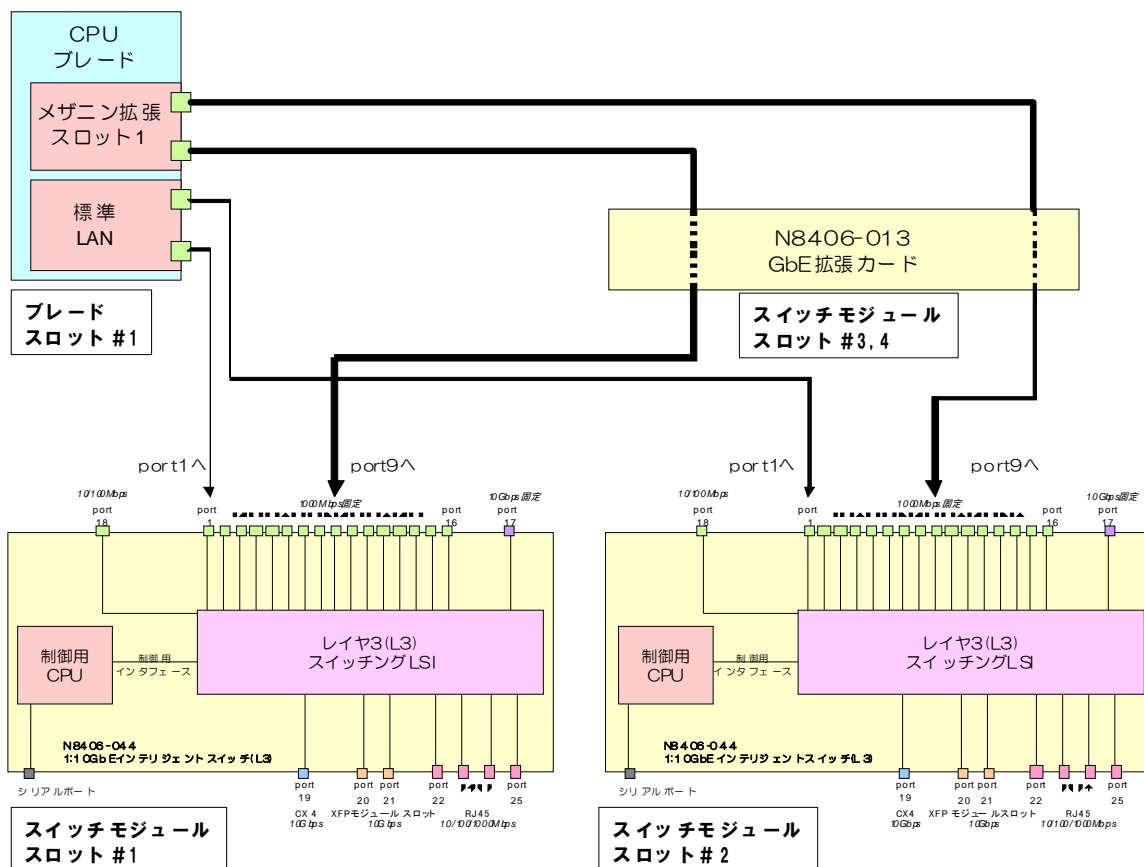 CPU
ブレード
メザニン拡張
スロット1
標準
LAN
ブレード
スロット #1
N8406-013
GbE拡張カード
スイッチモジュール
スロット #3,4
port1へ
port9へ
port1へ
port9へ
10/100Mbps
port
18
port
1
1000Mbps固定
port
16
10Gbps固定
port
17
制御用
CPU
制御用
インタフェース
レイヤ3(L3)
スイッチングLSI
N8406-044
1:10GbEインテリジェントスイッチ(L3)
シリアルポート
port
19
CX4
10Gbps
port
20
port
21
XFPモジュールスロット
10Gbps
port
22
RJ45
10/100/1000Mbps
port
25
スイッチモジュール
スロット #1
10/100Mbps
port
18
port
1
1000Mbps固定
port
16
10Gbps固定
port
17
制御用
CPU
制御用
インタフェース
レイヤ3(L3)
スイッチングLSI
N8406-044
1:10GbEインテリジェントスイッチ(L3)
シリアルポート
port
19
CX4
10Gbps
port
20
port
21
XFPモジュールスロット
10Gbps
port
22
RJ45
10/100/1000Mbps
port
25
スイッチモジュール
スロット #2